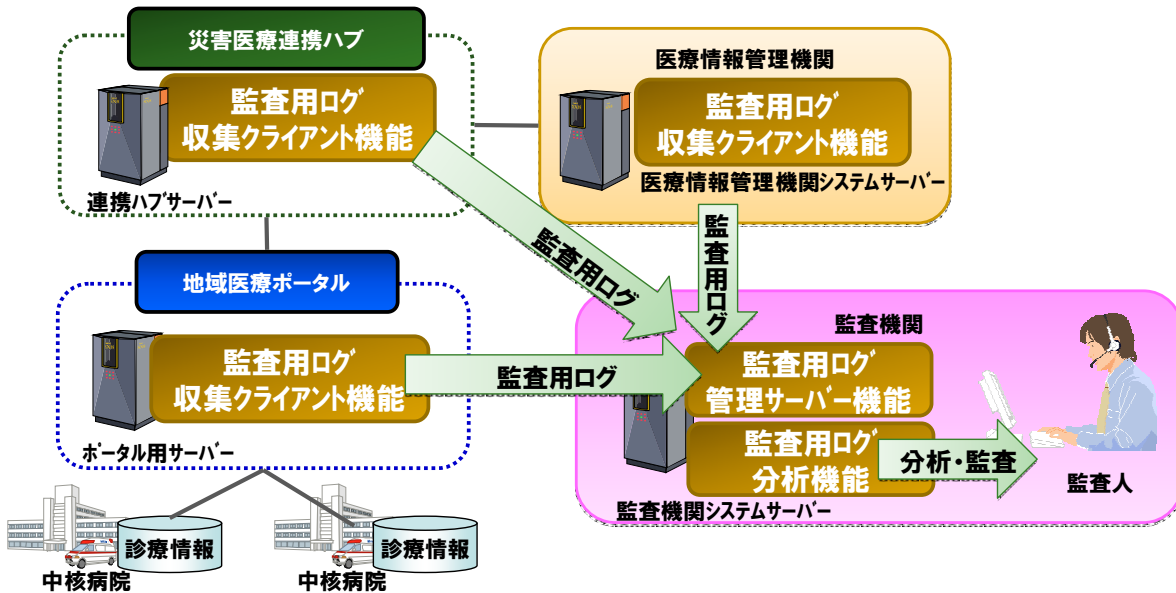 災害医療連携ハブ
監査用ログ
収集クライアント機能
連携ハブサーバー
医療情報管理機関
監査用ログ
収集クライアント機能
医療情報管理機関システムサーバー
監査用ログ
監査用ログ
地域医療ポータル
監査用ログ
収集クライアント機能
ポータル用サーバー
監査用ログ
監査機関
監査用ログ
管理サーバー機能
監査用ログ
分析機能
分析・監査
監査人
監査機関システムサーバー
診療情報
中核病院
診療情報
中核病院